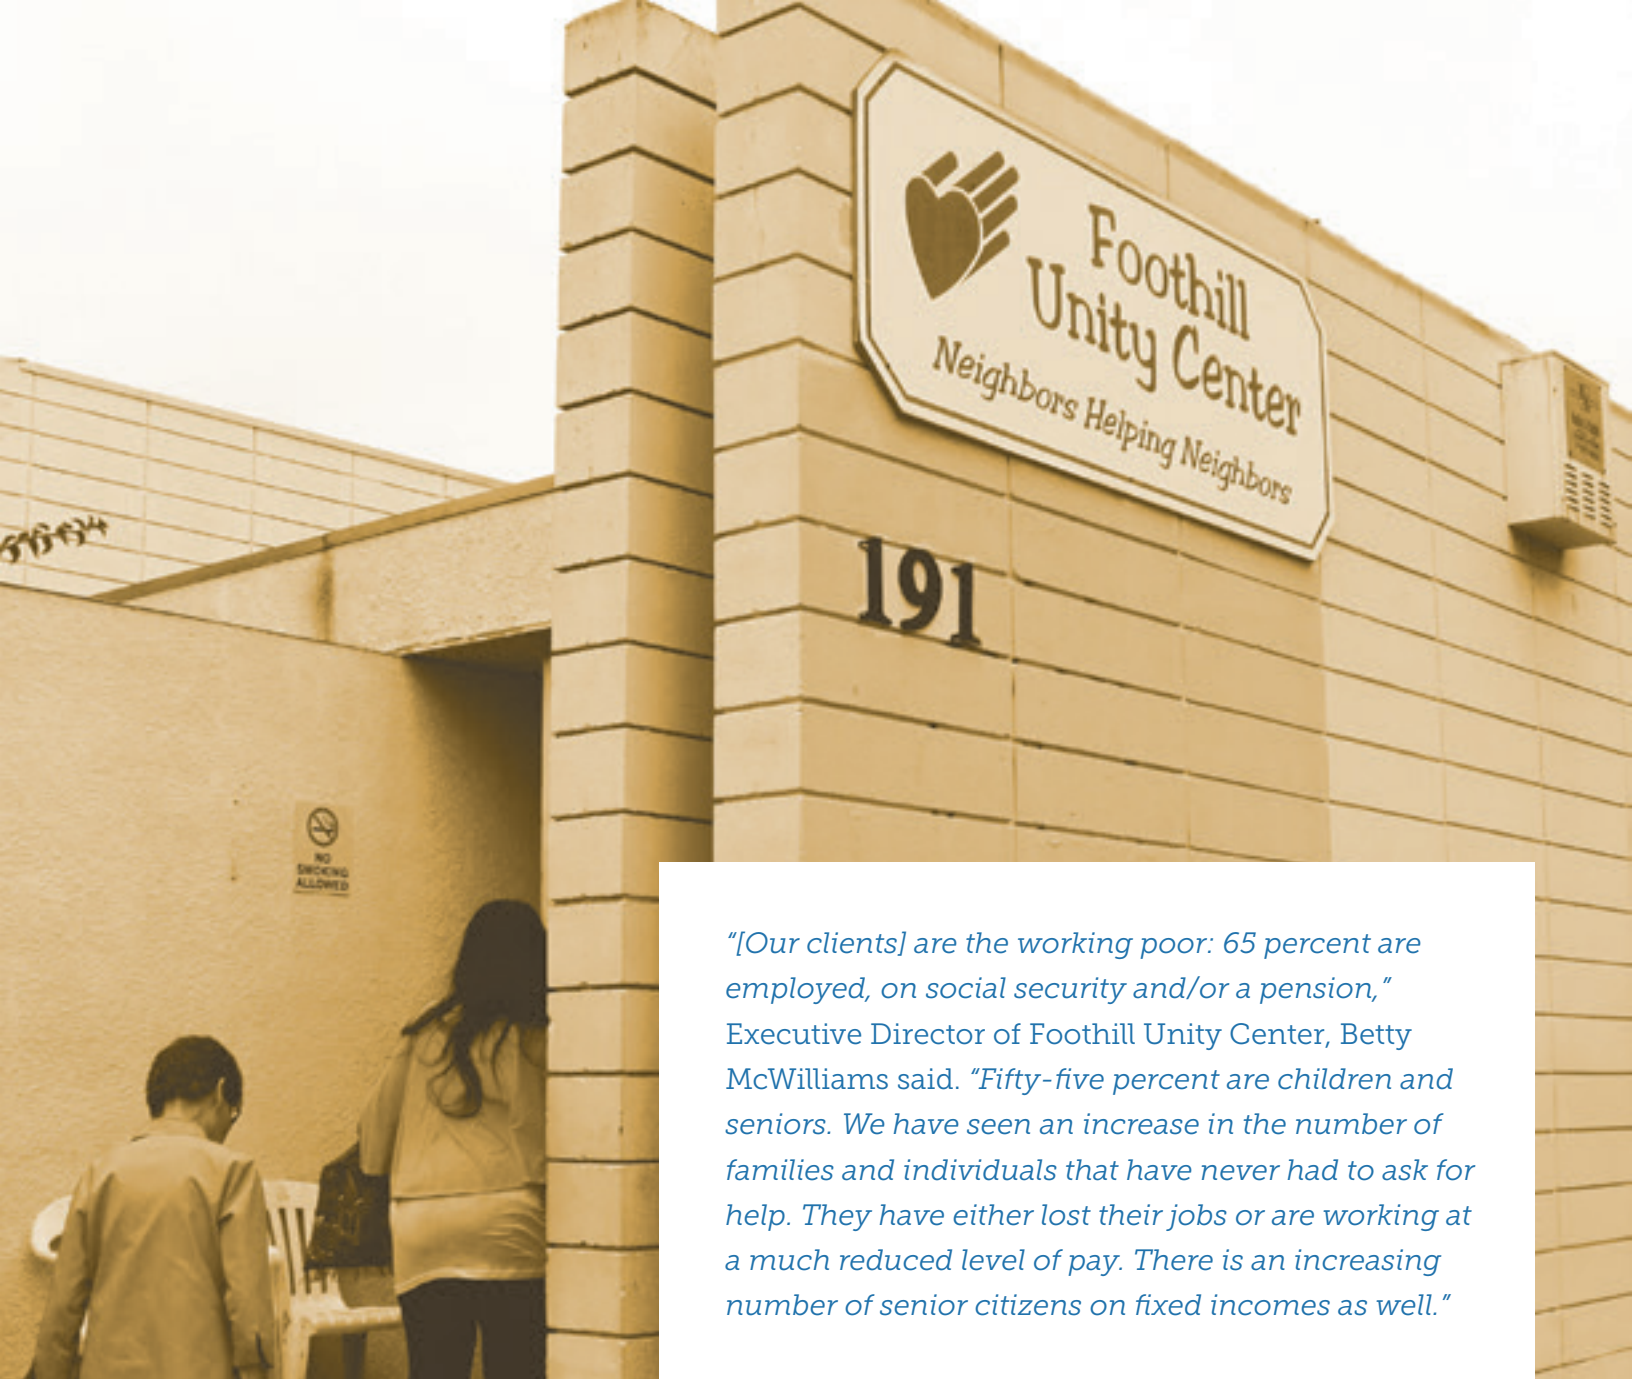 Foothill
Unity Center
Neighbors Helping Neighbors
191
NO
SMOKING
ALLOWED
“[Our clients] are the working poor: 65 percent are
employed, on social security and/or a pension,”
Executive Director of Foothill Unity Center, Betty
McWilliams said. “Fifty-five percent are children and
seniors. We have seen an increase in the number of
families and individuals that have never had to ask for
help. They have either lost their jobs or are working at
a much reduced level of pay. There is an increasing
number of senior citizens on fixed incomes as well.”